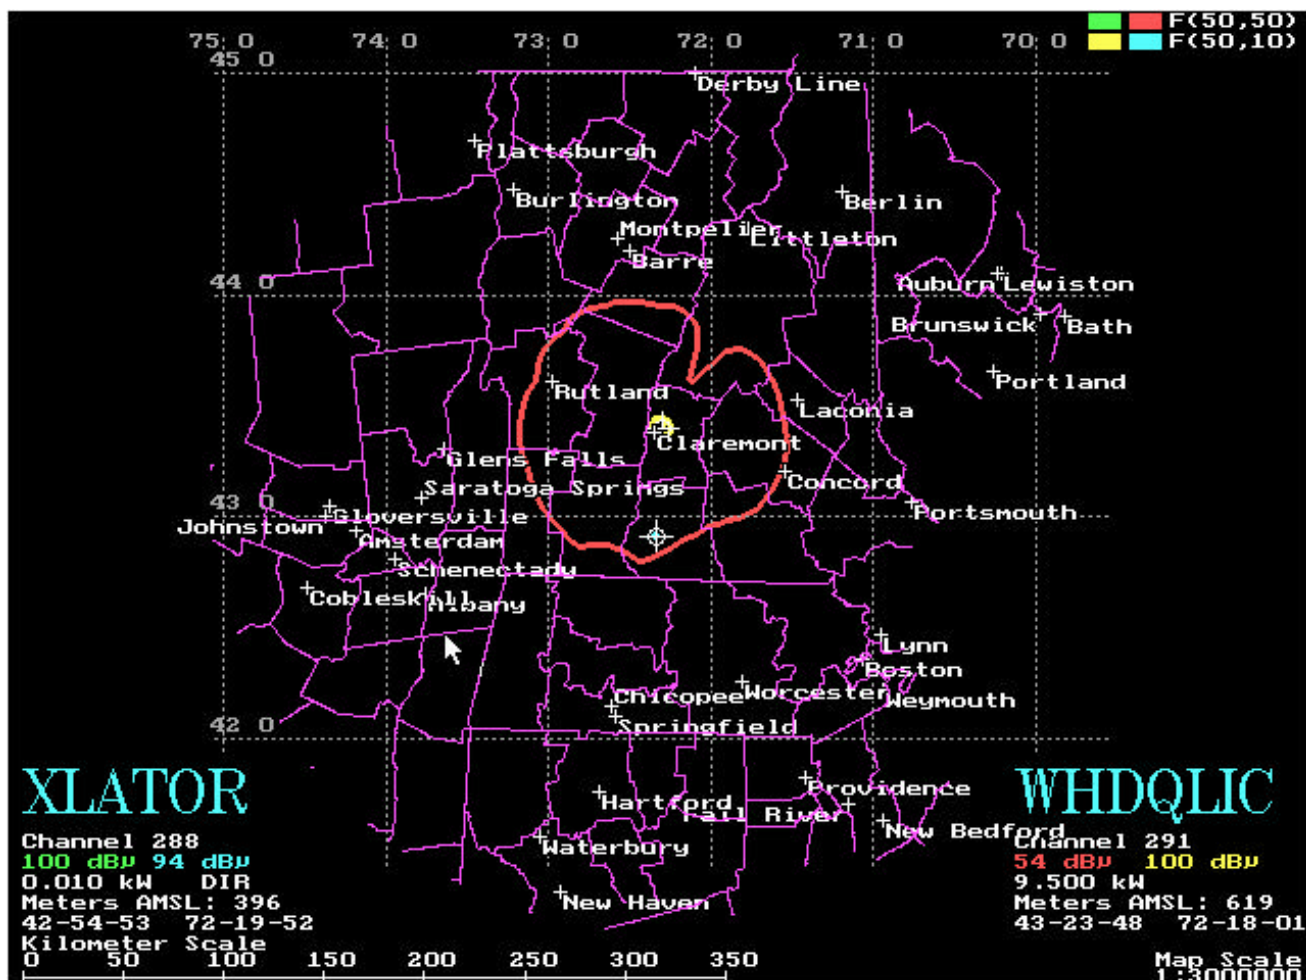 F(50,50)
75 0 74 0 73 0 72 0 71 0 70 0
F(50,10)
45 0
Derby Line
Plattsburgh
Burlington
Berlin
Montpelier
Littleton
Barre
44 0
Auburn Lewiston
Brunswick
Bath
Portland
Rutland
Laconia
Claremont
Glens Falls
Concord
Saratoga Springs
43 0
Portsmouth
Gloversville
Johnstown
Amsterdam
Schenectady
Cobleskill
Albany
Lynn
Boston
Chicopee
Worcester
Weymouth
42 0
Springfield
XLATOR
WHDQLIC
Providence
Hartford
Fall River
New Bedford
Waterbury
New Haven
Channel 288
100 dBµ 94 dBµ
0.010 kW DIR
Meters AMSL: 396
42-54-53 72-19-52
Kilometer Scale
0 50 100 150 200 250 300 350
Channel 291
54 dBµ 100 dBµ
9.500 kW
Meters AMSL: 619
43-23-48 72-18-01
Map Scale
1:3000000